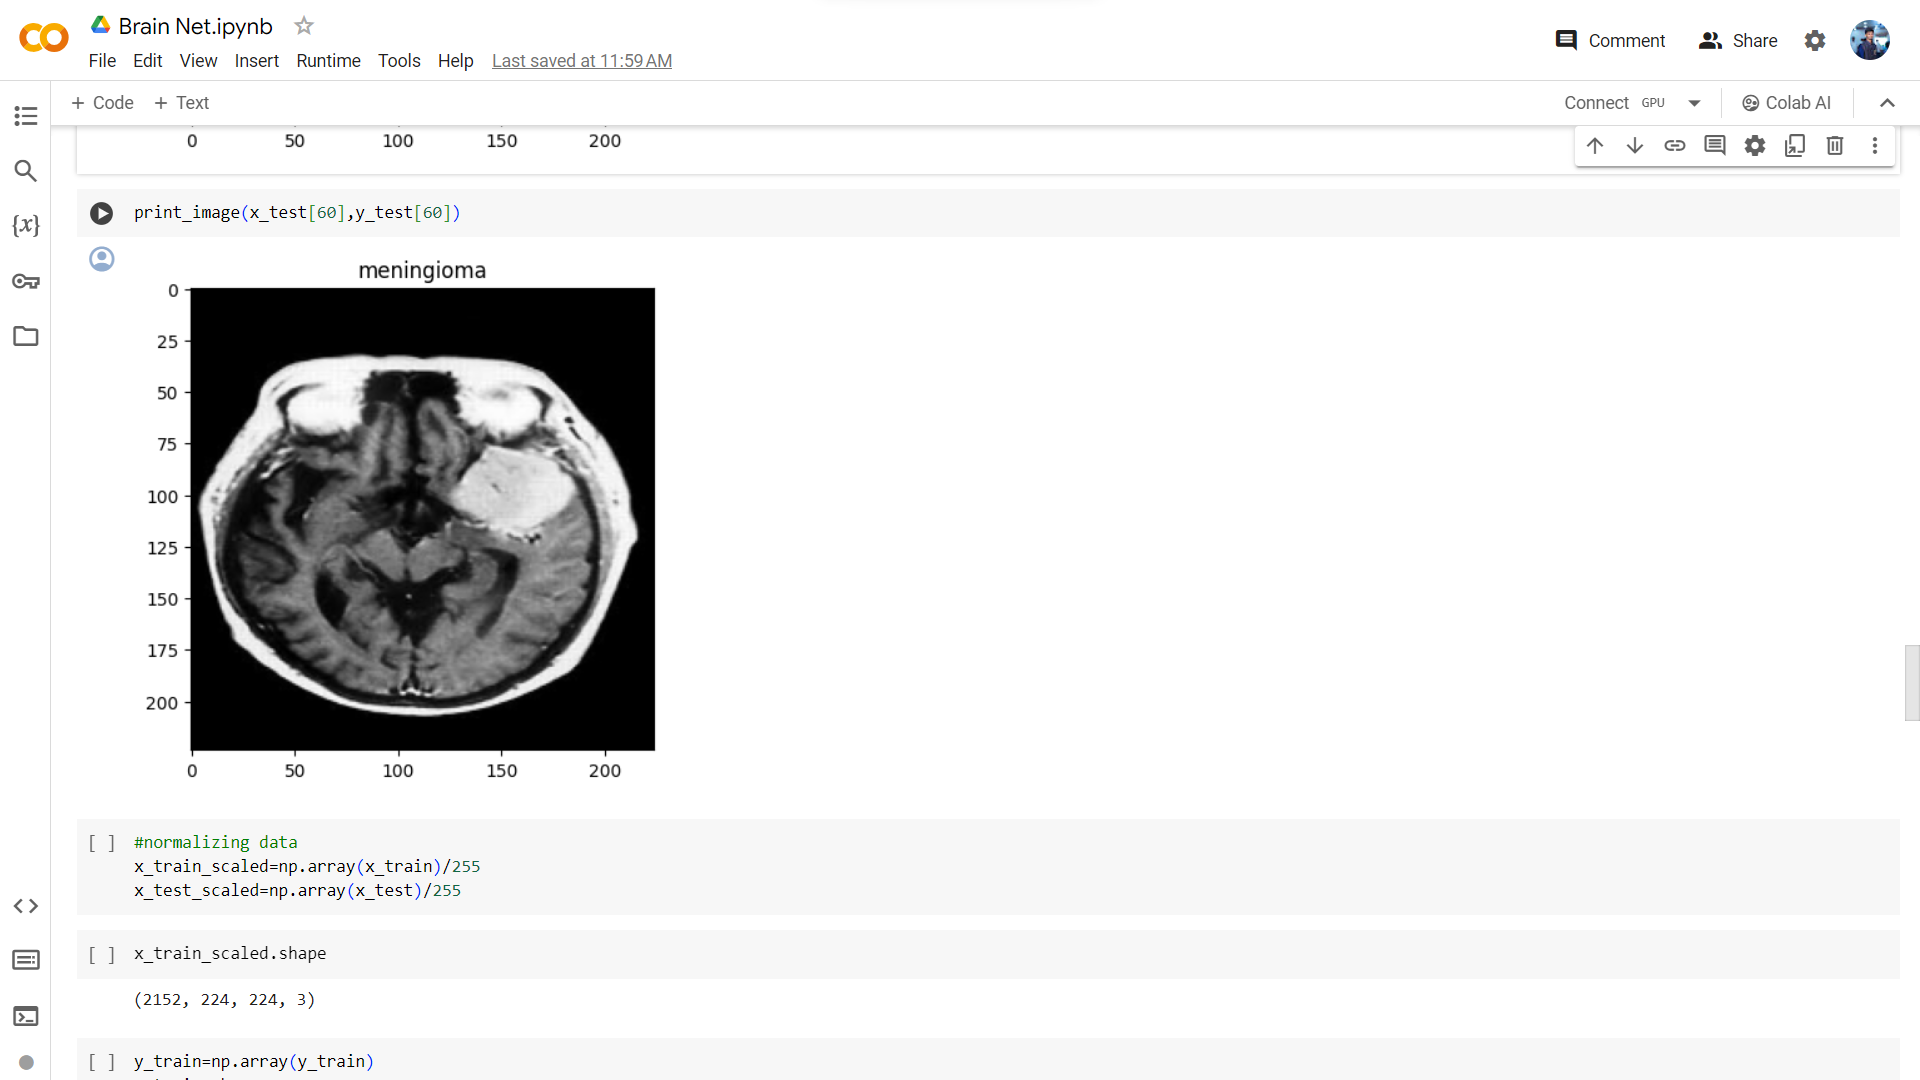 Brain Net.ipynb
File Edit View Insert Runtime Tools Help Last saved at 11:59 AM
Comment Share
+ Code + Text
Connect GPU Colab AI
0 50 100 150 200
print_image(x_test[60],y_test[60])
meningioma
0
25
50
75
100
125
150
175
200
0 50 100 150 200
[ ] #normalizing data
x_train_scaled=np.array(x_train)/255
x_test_scaled=np.array(x_test)/255
[ ] x_train_scaled.shape
(2152, 224, 224, 3)
[ ] y_train=np.array(y_train)